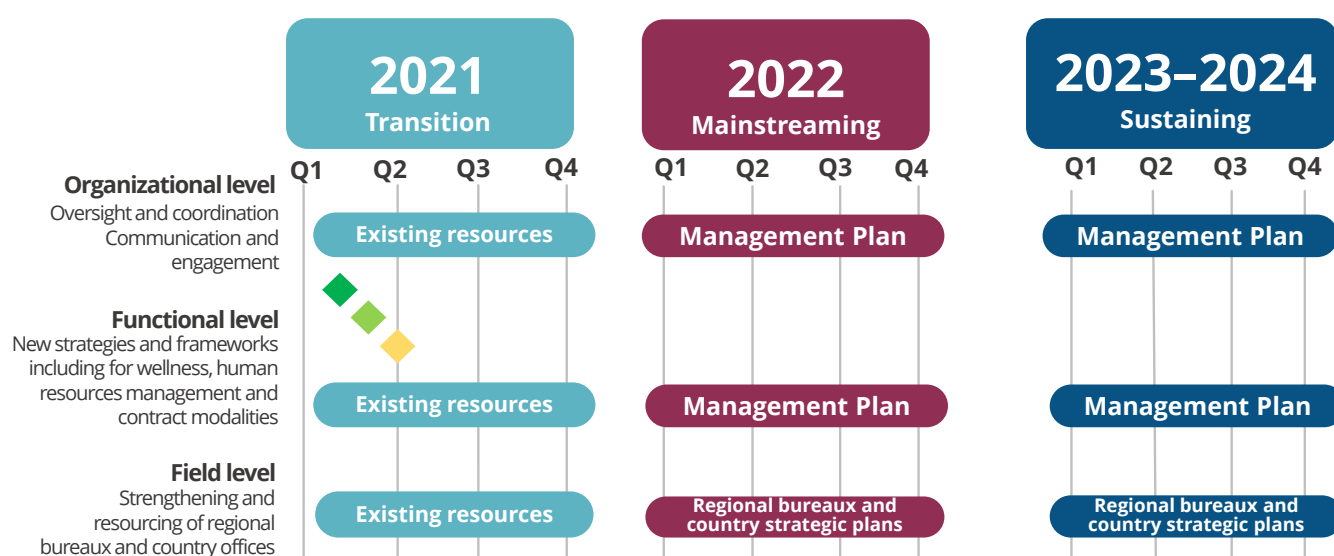 2021
Transition
2022
Mainstreaming
2023–2024
Sustaining
Q1
Q2
Q3
Q4
Q1
Q2
Q3
Q4
Q1
Q2
Q3
Q4
Organizational level
Oversight and coordination
Communication and
engagement
Existing resources
Management Plan
Management Plan
Functional level
New strategies and frameworks
including for wellness, human
resources management and
contract modalities
Existing resources
Management Plan
Management Plan
Field level
Strengthening and
resourcing of regional
bureaux and country offices
Existing resources
Regional bureaux and
country strategic plans
Regional bureaux and
country strategic plans